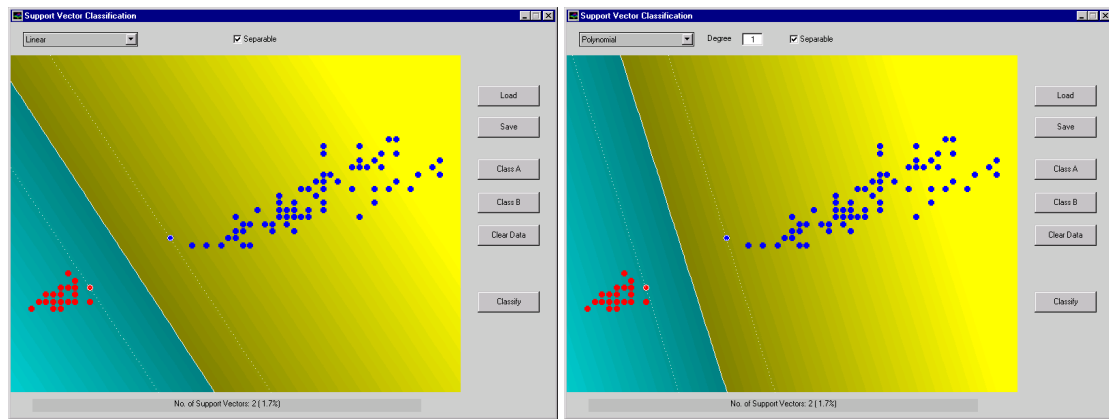 Support Vector Classification
Linear
Separable
Load
Save
Class A
Class B
Clear Data
Classify
No. of Support Vectors: 2 ( 1.7%)
Support Vector Classification
Polynomial
Degree 1
Separable
Load
Save
Class A
Class B
Clear Data
Classify
No. of Support Vectors: 2 ( 1.7%)